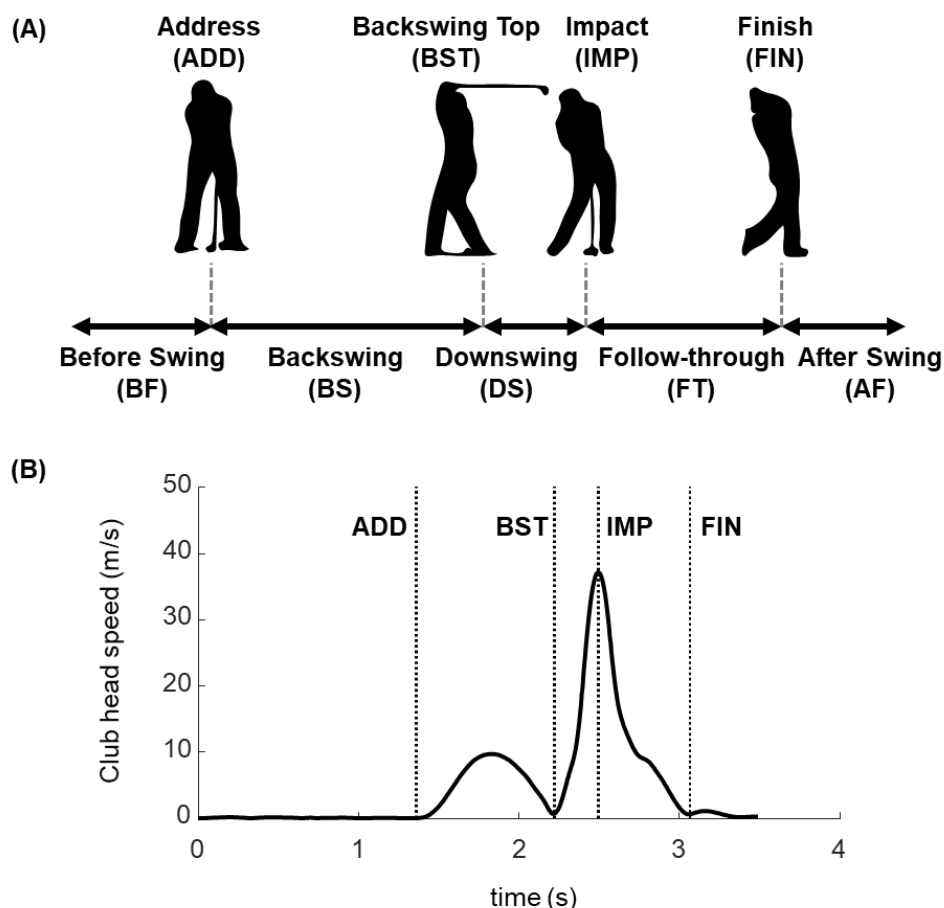 (A)
Address
(ADD)
Backswing Top
(BST)
Impact
(IMP)
Finish
(FIN)
Before Swing
(BF)
Backswing
(BS)
Downswing
(DS)
Follow-through
(FT)
After Swing
(AF)
(B)
50
40
30
20
10
0
Club head speed (m/s)
ADD
BST
IMP
FIN
0
1
2
3
4
time (s)